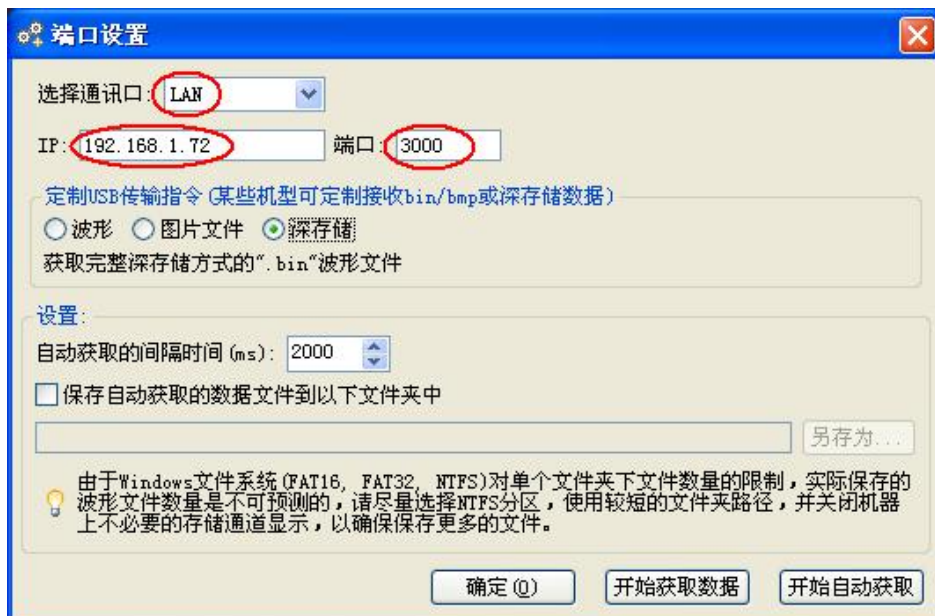 端口设置
选择通讯口: LAN
IP: 192.168.1.72 端口: 3000
定制USB传输指令(某些机型可定制接收bin/bmp或深存储数据)
波形 图片文件 深存储
获取完整深存储方式的".bin"波形文件
设置:
自动获取的间隔时间(ms): 2000
保存自动获取的数据文件到以下文件夹中
另存为...
由于Windows文件系统(FAT16, FAT32, NTFS)对单个文件夹下文件数量的限制,实际保存的
波形文件数量是不可预测的,请尽量选择NTFS分区,使用较短的文件夹路径,并关闭机器
上不必要的存储通道显示,以确保保存更多的文件。
确定(O) 开始获取数据 开始自动获取